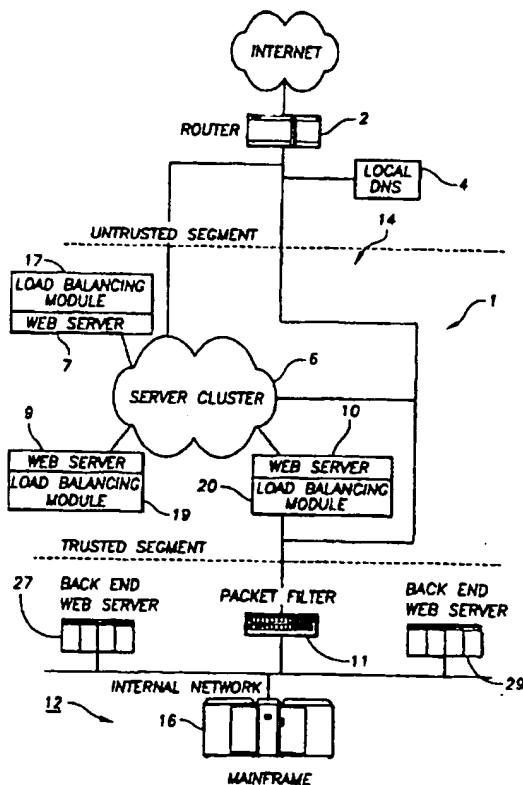 INTERNET
ROUTER
2
LOCAL
DNS
4
UNTRUSTED SEGMENT
14
17
LOAD BALANCING
MODULE
WEB SERVER
7
1
6
SERVER CLUSTER
9
WEB SERVER
LOAD BALANCING
MODULE
19
10
WEB SERVER
20
LOAD BALANCING
MODULE
TRUSTED SEGMENT
27
BACK END
WEB SERVER
PACKET FILTER
11
BACK END
WEB SERVER
29
INTERNAL NETWORK
12
16
MAINFRAME